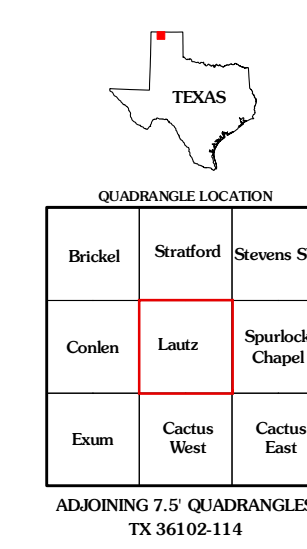 TEXAS
QUADRANGLE LOCATION
Brickel Stratford Stevens
Conlen Lautz Spurlock
Chapel
Exum Cactus West Cactus East
ADJOINING 7.5' QUADRANGLES
TX 36102-114